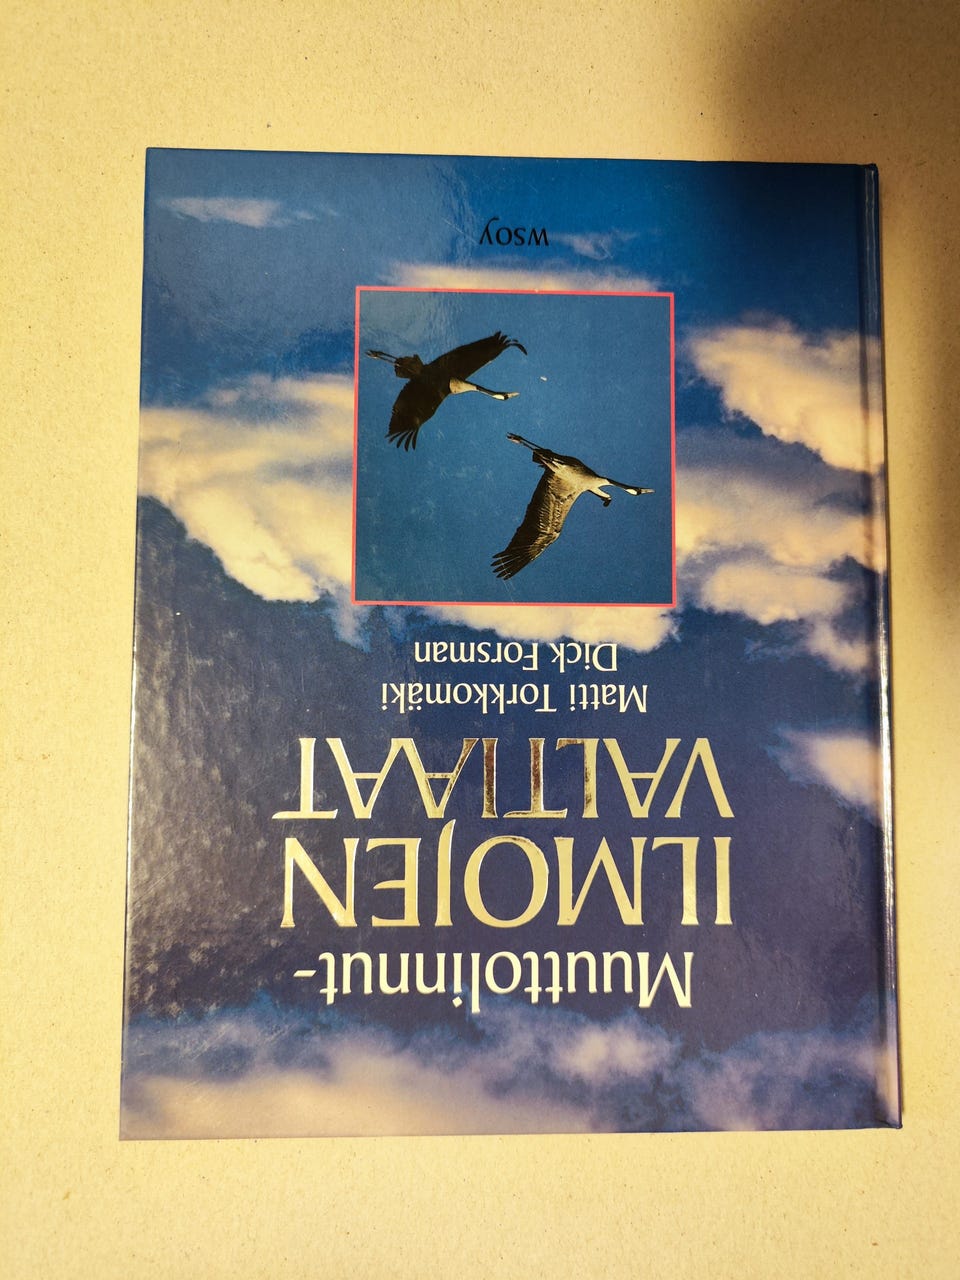 Muuttolinnut-
ILMOJEN
VALTIAAT
Matti Torkkomäki
Dick Forsman
wsoy